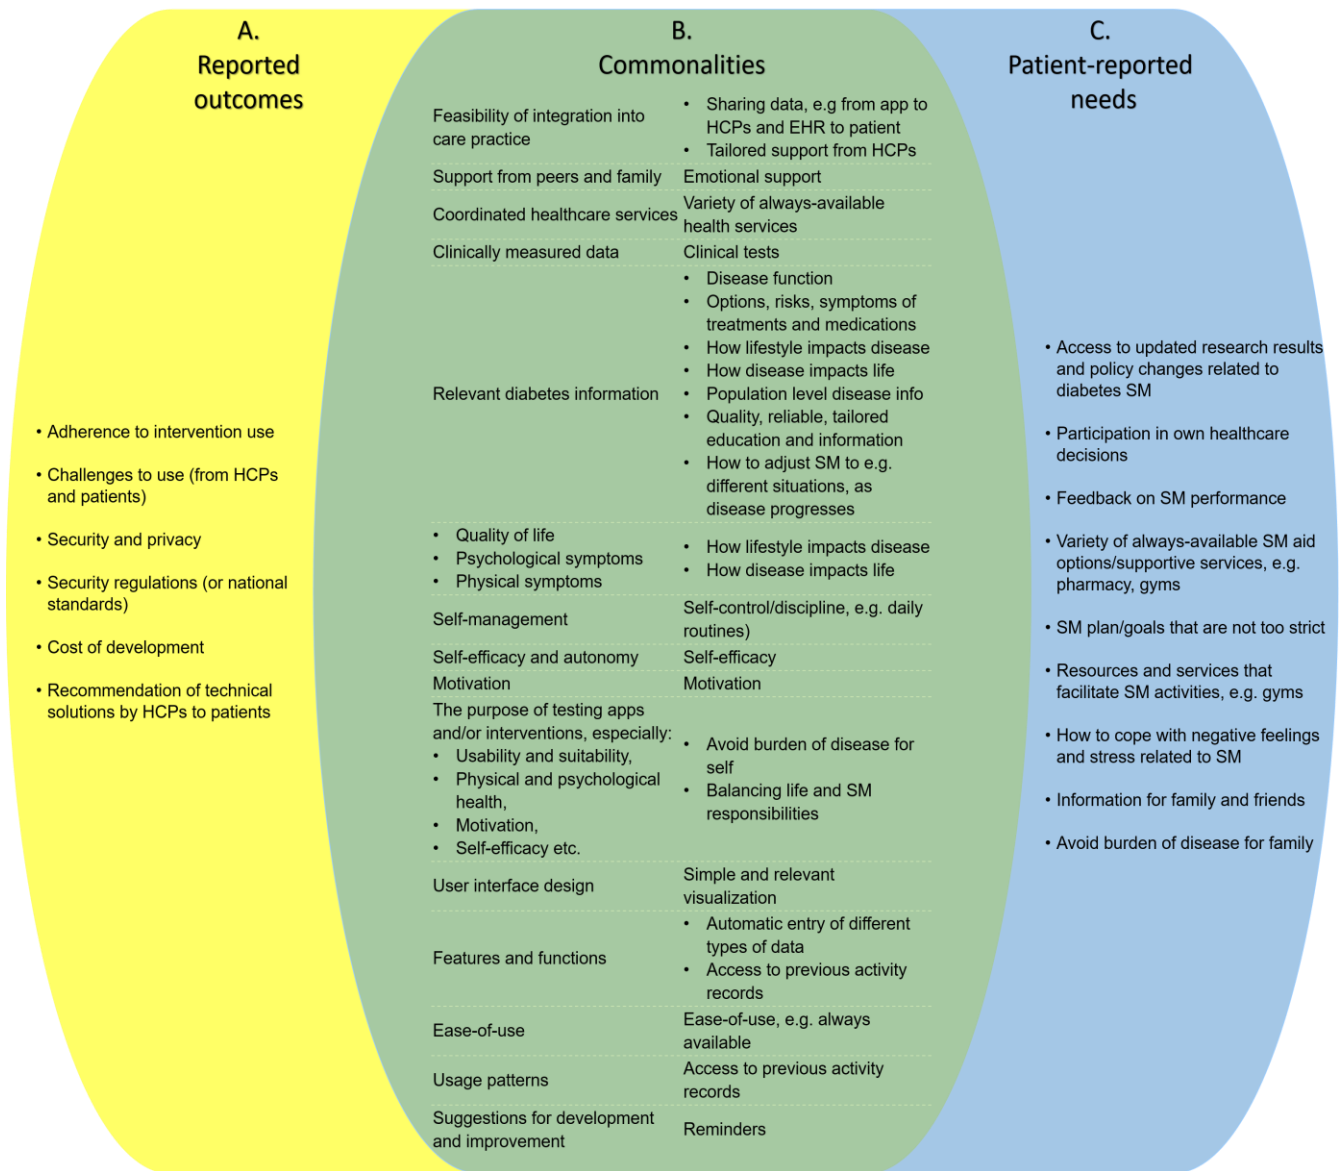 A.
Reported
outcomes
• Adherence to intervention use
• Challenges to use (from HCPs
and patients)
• Security and privacy
• Security regulations (or national
standards)
• Cost of development
• Recommendation of technical
solutions by HCPs to patients
B.
Commonalities
Feasibility of integration into
care practice
• Sharing data, e.g from app to
HCPs and EHR to patient
• Tailored support from HCPs
Support from peers and family
Emotional support
Coordinated healthcare services
Variety of always-available
health services
Clinically measured data
Clinical tests
Relevant diabetes information
• Disease function
• Options, risks, symptoms of
treatments and medications
• How lifestyle impacts disease
• How disease impacts life
• Population level disease info
• Quality, reliable, tailored
education and information
• How to adjust SM to e.g.
different situations, as
disease progresses
• Quality of life
• Psychological symptoms
• Physical symptoms
• How lifestyle impacts disease
• How disease impacts life
Self-management
Self-control/discipline, e.g. daily
routines)
Self-efficacy and autonomy
Self-efficacy
Motivation
Motivation
The purpose of testing apps
and/or interventions, especially:
• Usability and suitability,
• Physical and psychological
health,
• Motivation,
• Self-efficacy etc.
• Avoid burden of disease for
self
• Balancing life and SM
responsibilities
User interface design
Simple and relevant
visualization
Features and functions
• Automatic entry of different
types of data
• Access to previous activity
records
Ease-of-use
Ease-of-use, e.g. always
available
Usage patterns
Access to previous activity
records
Suggestions for development
and improvement
Reminders
C.
Patient-reported
needs
• Access to updated research results
and policy changes related to
diabetes SM
• Participation in own healthcare
decisions
• Feedback on SM performance
• Variety of always-available SM aid
options/supportive services, e.g.
pharmacy, gyms
• SM plan/goals that are not too strict
• Resources and services that
facilitate SM activities, e.g. gyms
• How to cope with negative feelings
and stress related to SM
• Information for family and friends
• Avoid burden of disease for family